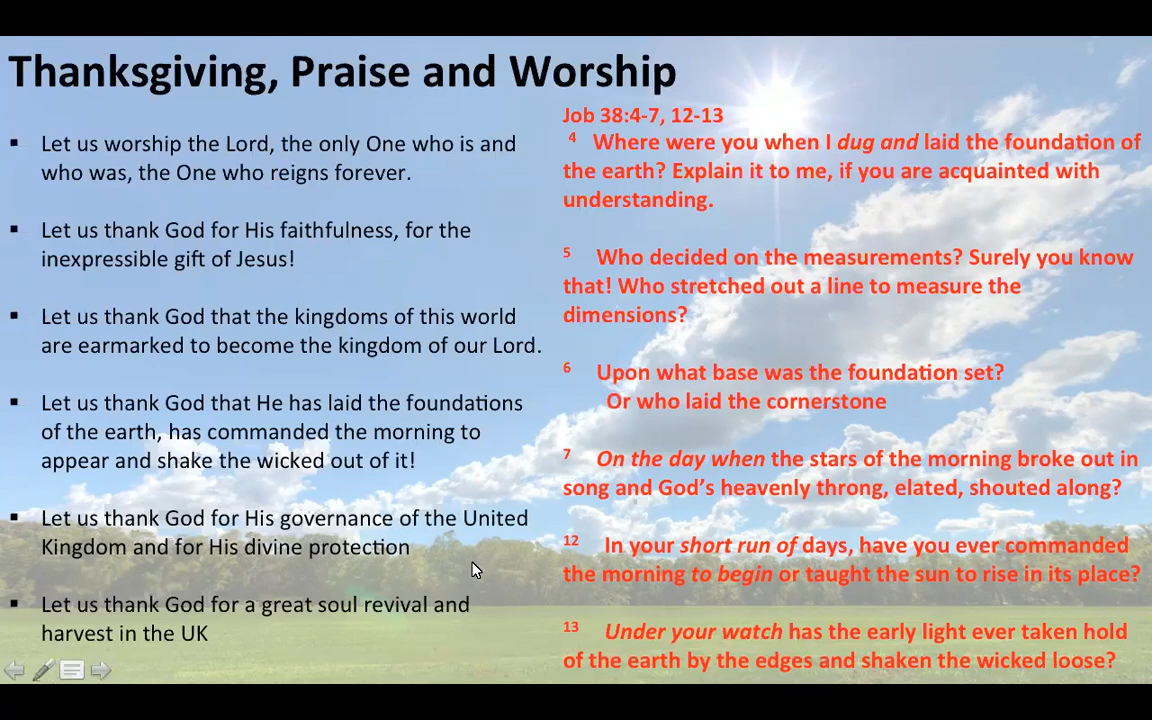 Thanksgiving, Praise and Worship
▪ Let us worship the Lord, the only One who is and
who was, the One who reigns forever.
▪ Let us thank God for His faithfulness, for the
inexpressible gift of Jesus!
▪ Let us thank God that the kingdoms of this world
are earmarked to become the kingdom of our Lord.
▪ Let us thank God that He has laid the foundations
of the earth, has commanded the morning to
appear and shake the wicked out of it!
▪ Let us thank God for His governance of the United
Kingdom and for His divine protection
▪ Let us thank God for a great soul revival and
harvest in the UK
Job 38:4-7, 12-13
4 Where were you when I dug and laid the foundation of
the earth? Explain it to me, if you are acquainted with
understanding.
5 Who decided on the measurements? Surely you know
that! Who stretched out a line to measure the
dimensions?
6 Upon what base was the foundation set?
Or who laid the cornerstone
7 On the day when the stars of the morning broke out in
song and God’s heavenly throng, elated, shouted along?
12 In your short run of days, have you ever commanded
the morning to begin or taught the sun to rise in its place?
13 Under your watch has the early light ever taken hold
of the earth by the edges and shaken the wicked loose?